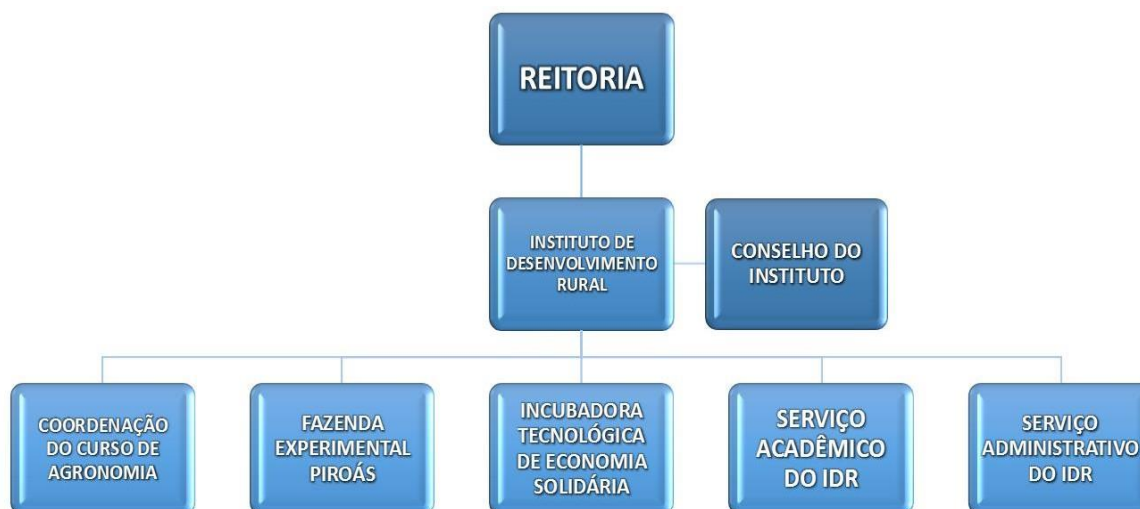 REITORIA
INSTITUTO DE
DESENVOLVIMENTO
RURAL
CONSELHO DO
INSTITUTO
COORDENAÇÃO
DO CURSO DE
AGRONOMIA
FAZENDA
EXPERIMENTAL
PIROÁS
INCUBADORA
TECNOLÓGICA
DE ECONOMIA
SOLIDÁRIA
SERVIÇO
ACADÊMICO
DO IDR
SERVIÇO
ADMINISTRATIVO
DO IDR